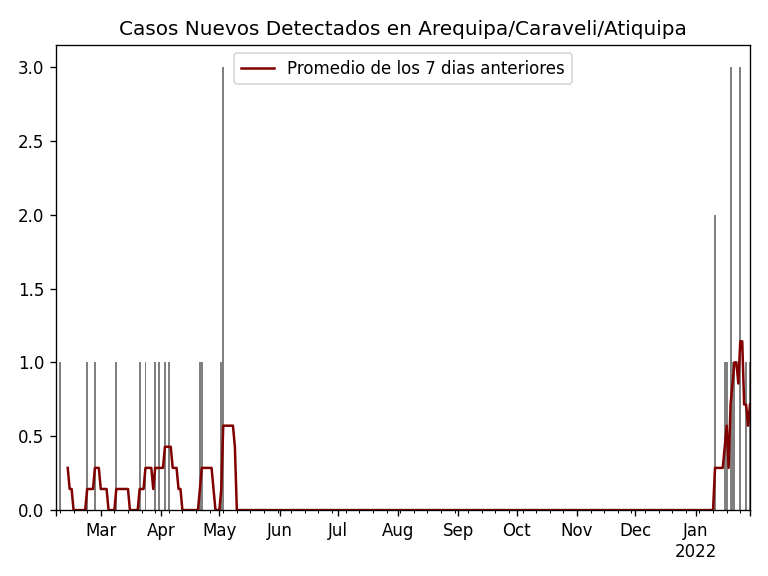 Casos Nuevos Detectados en Arequipa/Caraveli/Atiquipa
Promedio de los 7 dias anteriores
3.0
2.5
2.0
1.5
1.0
0.5
0.0
Mar Apr May Jun Jul Aug Sep Oct Nov Dec Jan
2022